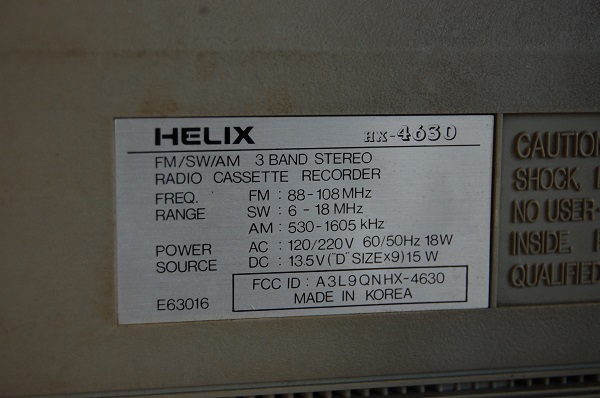 HELIX HX-4630
FM/SW/AM 3 BAND STEREO
RADIO CASSETTE RECORDER
FREQ. FM : 88-108 MHz
RANGE SW : 6-18 MHz
AM : 530-1605 kHz
POWER AC : 120/220V 60/50Hz 18W
SOURCE DC : 13.5V ("D" SIZE×9) 15 W
FCC ID : A3L9QNHX-4630
E63016 MADE IN KOREA
CAUTION
SHOCK,
NO USER-
INSIDE
QUALIFIED